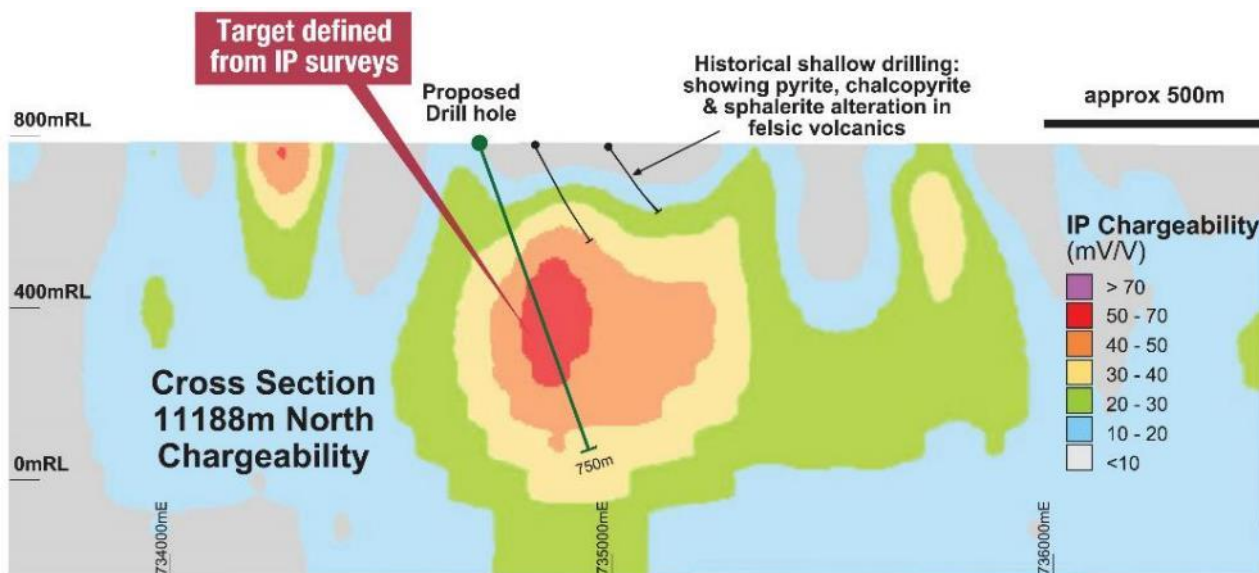 Target defined
from IP surveys
Proposed
Drill hole
Historical shallow drilling:
showing pyrite, chalcopyrite
& sphalerite alteration in
felsic volcanics
approx 500m
800mRL
400mRL
0mRL
Cross Section
11188m North
Chargeability
750m
IP Chargeability
(mV/V)
> 70
50 - 70
40 - 50
30 - 40
20 - 30
10 - 20
<10
734000mE
735000mE
736000mE